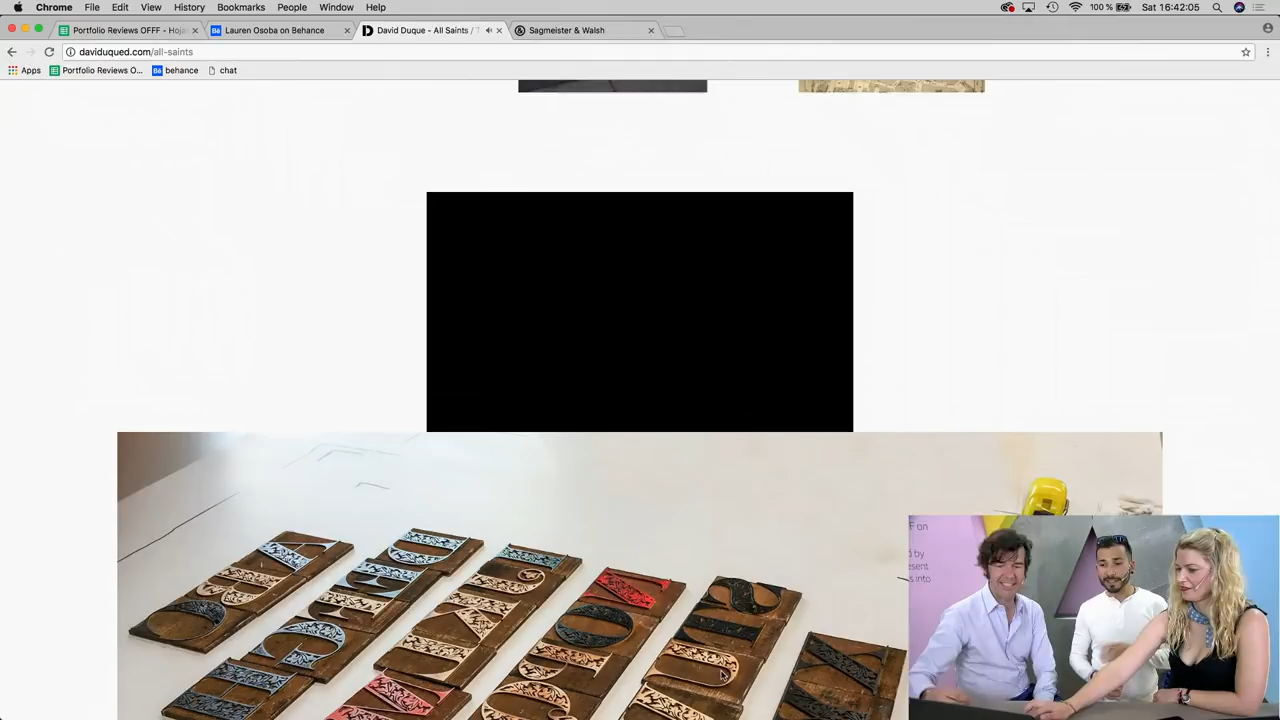 Chrome File Edit View History Bookmarks People Window Help 100 % Sat 16:42:05
Portfolio Reviews OFFF - Hoja Lauren Osoba on Behance David Duque - All Saints / Sagmeister & Walsh
daviduqued.com/all-saints
Apps Portfolio Reviews O... behance chat